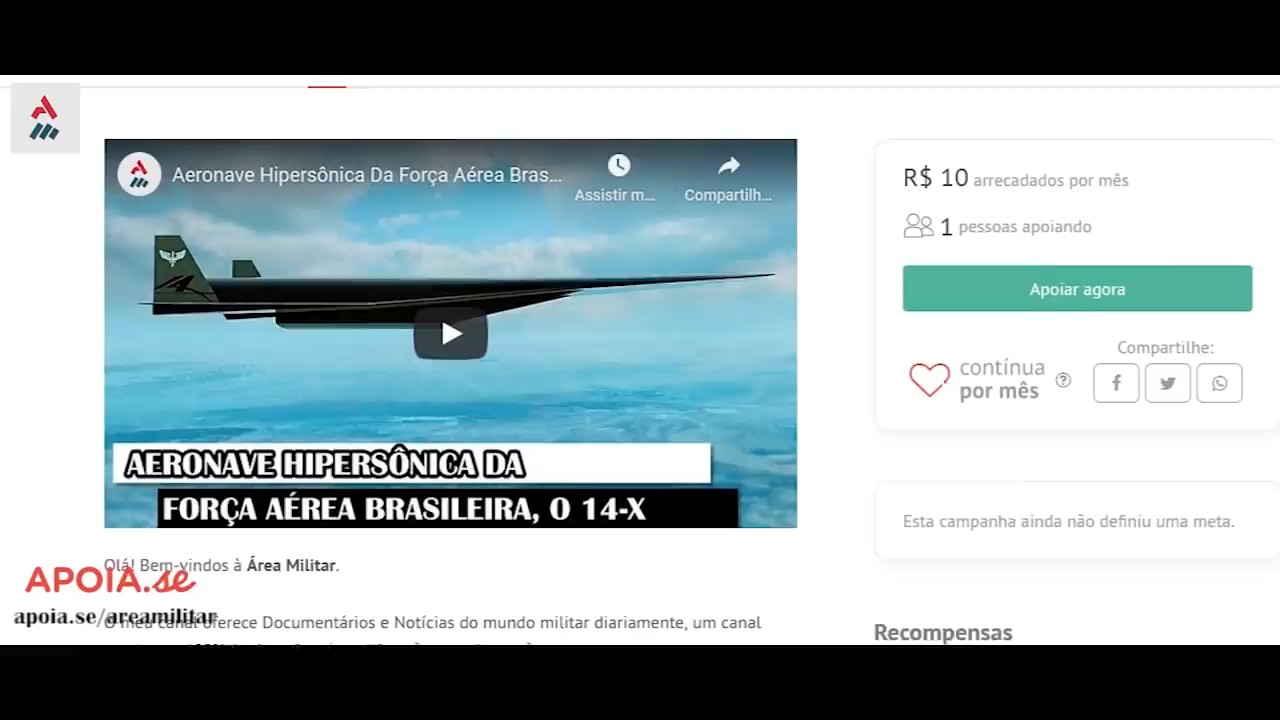 Aeronave Hipersônica Da Força Aérea Bras...
Assistir m...
Compartilh...
AERONAVE HIPERSÔNICA DA
FORÇA AÉREA BRASILEIRA, O 14-X
Olá! Bem-vindos à Área Militar.
APOIA.se
apoia.se/areamilitar
O meu canal oferece Documentários e Notícias do mundo militar diariamente, um canal
R$ 10 arrecadados por mês
1 pessoas apoiando
Apoiar agora
contínua
por mês
?
Compartilhe:
Esta campanha ainda não definiu uma meta.
Recompensas